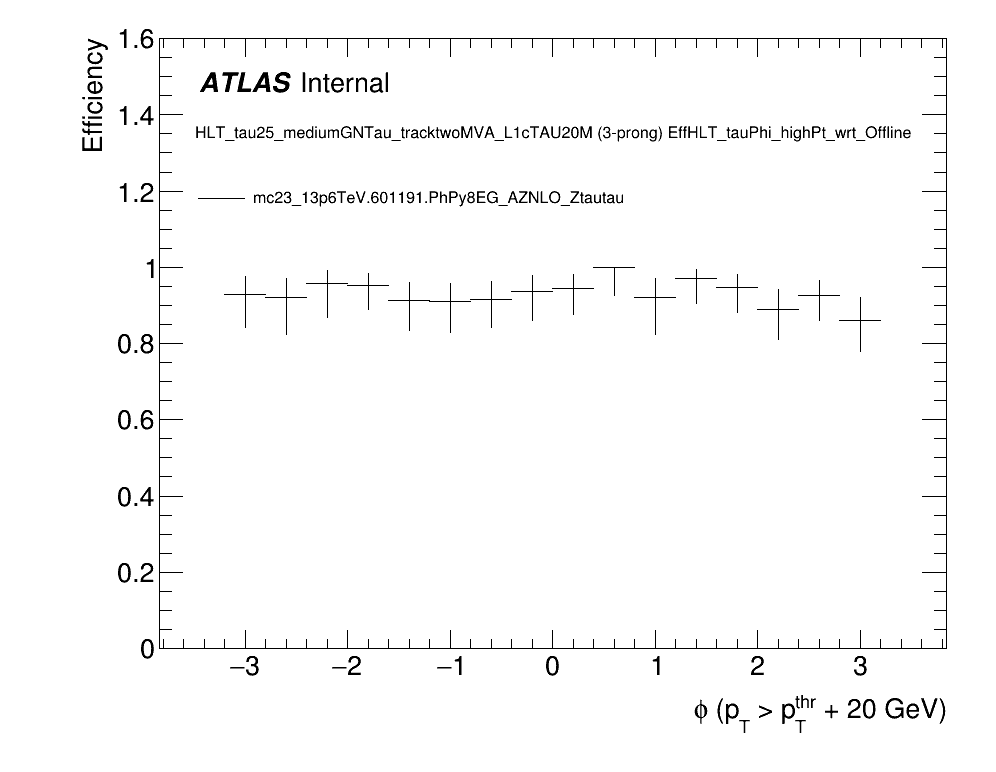 Efficiency
1.6
1.4
1.2
1
0.8
0.6
0.4
0.2
0
ATLAS Internal
HLT_tau25_mediumGNTau_tracktwoMVA_L1cTAU20M (3-prong) EffHLT_tauPhi_highPt_wrt_Offline
mc23_13p6TeV.601191.PhPy8EG_AZNLO_Ztautau
−3 −2 −1 0 1 2 3
ϕ (p_T > p_T^thr + 20 GeV)